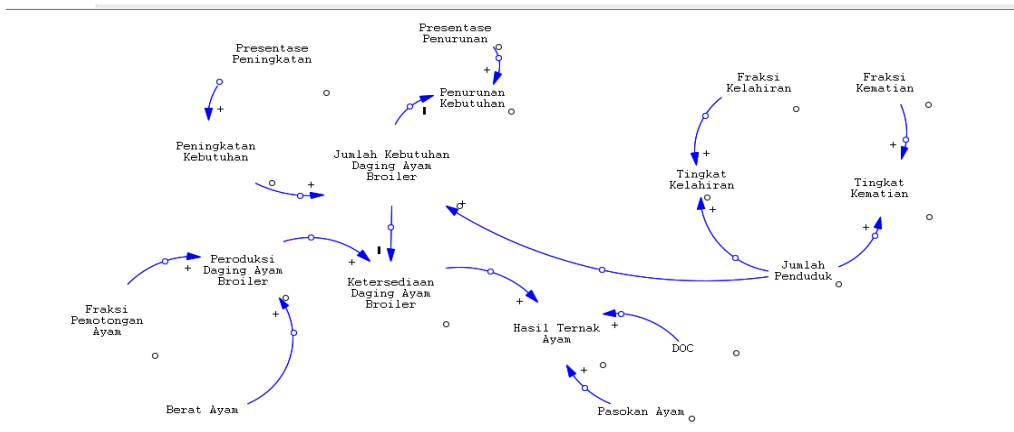 Presentase
Penurunan
Presentase
Peningkatan
+
+
Penurunan
Kebutuhan
Fraksi
Kelahiran
Fraksi
Kematian
Peningkatan
Kebutuhan
Jumlah Kebutuhan
Daging Ayam
Broiler
+
+
+
Tingkat
Kelahiran
Tingkat
Kematian
+
+
+
Peroduksi
Daging Ayam
Broiler
+
+
Ketersediaan
Daging Ayam
Broiler
Jumlah
Penduduk
Fraksi
Pemotongan
Ayam
+
+
Hasil Ternak
Ayam
+
DOC
+
Berat Ayam
Pasokan Ayam